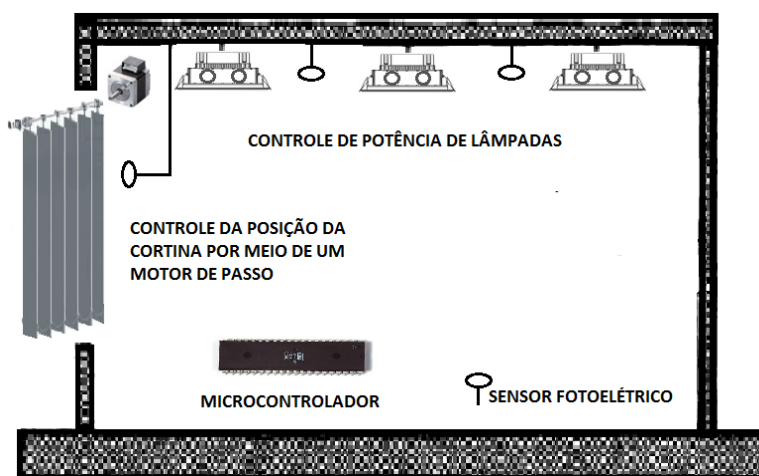 CONTROLE DE POTÊNCIA DE LÂMPADAS
CONTROLE DA POSIÇÃO DA
CORTINA POR MEIO DE UM
MOTOR DE PASSO
MICROCONTROLADOR
SENSOR FOTOELÉTRICO